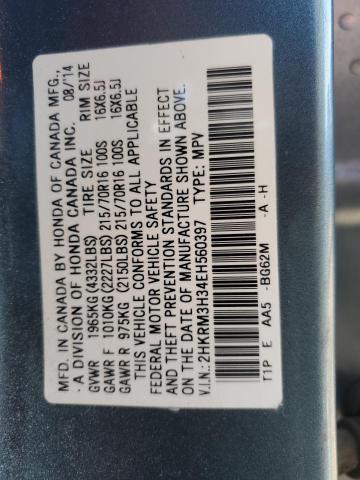 MFD. IN CANADA BY HONDA OF CANADA MFG.,
- A DIVISION OF HONDA CANADA INC. 08/'14
GVWR 1965KG (4332LBS) TIRE SIZE RIM SIZE
GAWR F 1010KG (2227LBS) 215/70R16 100S 16X6.5J
GAWR R 975KG (2150LBS) 215/70R16 100S 16X6.5J
THIS VEHICLE CONFORMS TO ALL APPLICABLE
FEDERAL MOTOR VEHICLE SAFETY
AND THEFT PREVENTION STANDARDS IN EFFECT
ON THE DATE OF MANUFACTURE SHOWN ABOVE.
V.I.N.: 2HKRM3H34EH560397 TYPE: MPV
T1P E AA5 -BG62M -A -H